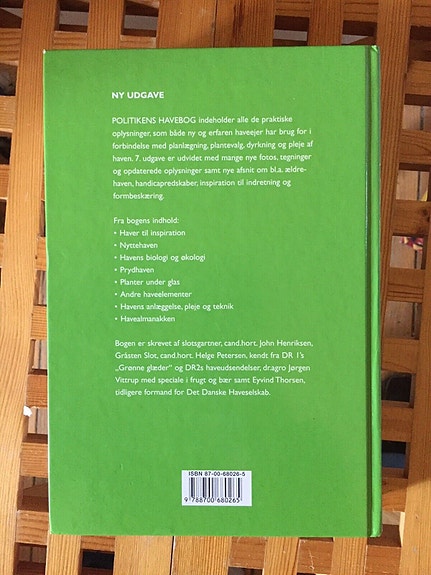 NY UDGAVE
POLITIKENS HAVEBOG indeholder alle de praktiske
oplysninger, som både ny og erfaren haveejer har brug for i
forbindelse med planlægning, plantevalg, dyrkning og pleje af
haven. 7. udgave er udvidet med mange nye fotos, tegninger
og opdaterede oplysninger samt nye afsnit om bl.a. ældre-
haven, handicapredskaber, inspiration til indretning og
formbeskæring.
Fra bogens indhold:
• Haver til inspiration
• Nyttehaven
• Havens biologi og økologi
• Prydhaven
• Planter under glas
• Andre haveelementer
• Havens anlæggelse, pleje og teknik
• Havealmanakken
Bogen er skrevet af slotsgartner, cand.hort. John Henriksen,
Gråsten Slot, cand.hort. Helge Petersen, kendt fra DR 1's
„Grønne glæder" og DR2s haveudsendelser, dragro Jørgen
Vittrup med speciale i frugt og bær samt Eyvind Thorsen,
tidligere formand for Det Danske Haveselskab.
ISBN 87-00-68026-5
9 788700 680265